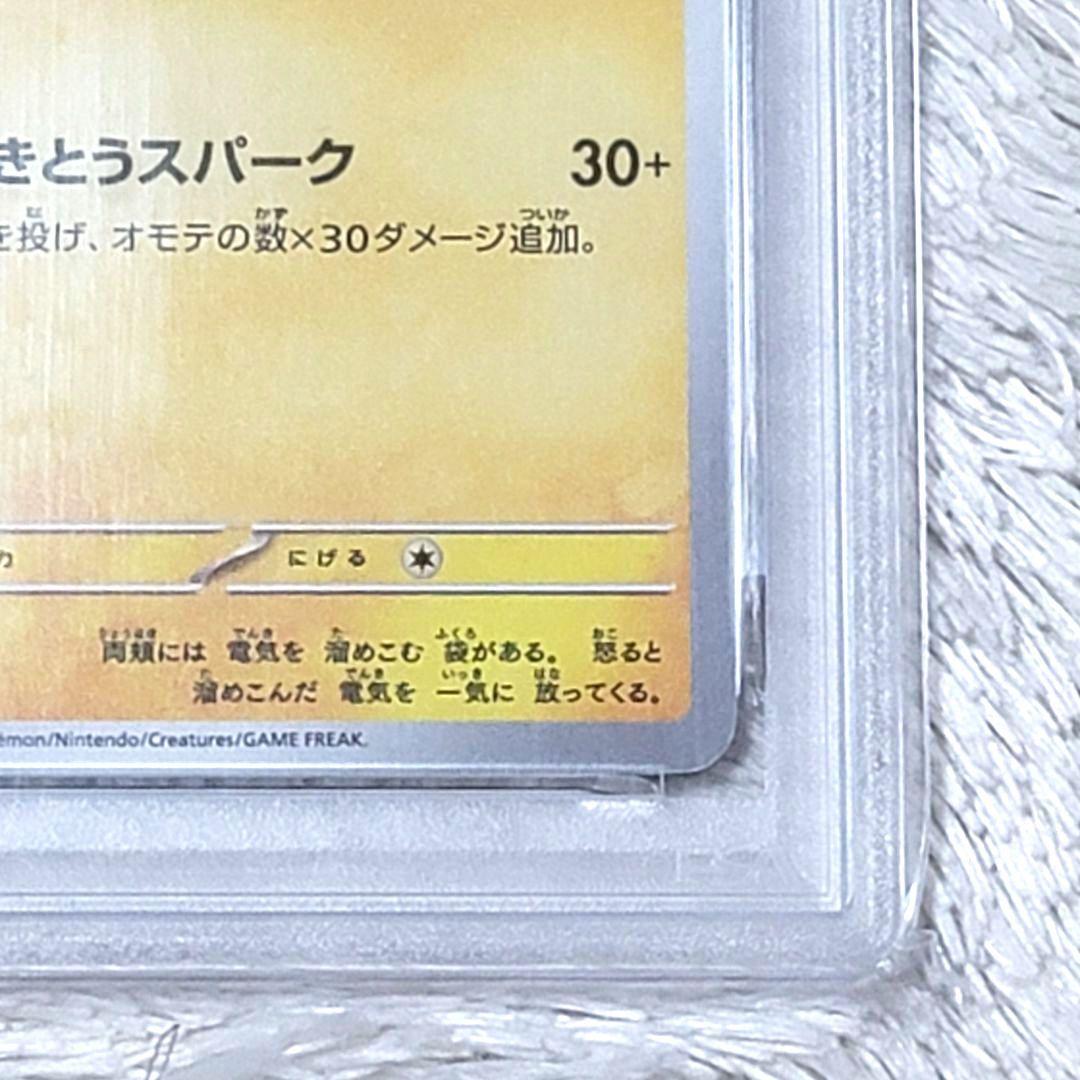 きとうスパーク 30+
を投げ、オモテの数×30ダメージ追加。
にげる
両頬には 電気を 溜めこむ 袋がある。 怒ると
溜めこんだ 電気を 一気に 放ってくる。
émon/Nintendo/Creatures/GAME FREAK.